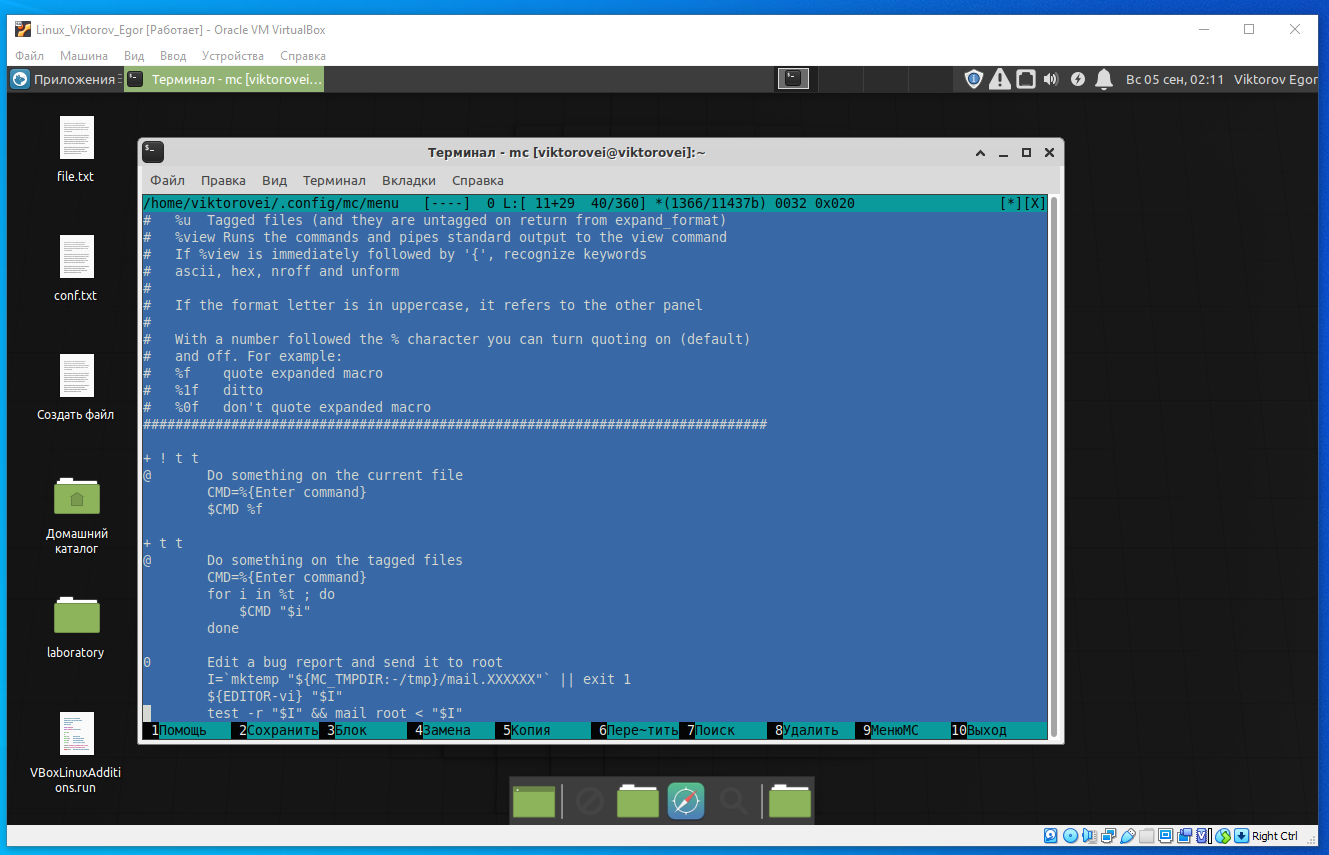 Linux_Viktorov_Egor [Работает] - Oracle VM VirtualBox
Файл Машина Вид Ввод Устройства Справка
Приложения Терминал - mc [viktorovei... Вс 05 сен, 02:11 Viktorov Egor
file.txt
conf.txt
Создать файл
Домашний
каталог
laboratory
VBoxLinuxAdditi
ons.run
Терминал - mc [viktorovei@viktorovei]:~
Файл Правка Вид Терминал Вкладки Справка
/home/viktorovei/.config/mc/menu [----] 0 L:[ 11+29 40/360] *(1366/11437b) 0032 0x020 [*][X]
# %u Tagged files (and they are untagged on return from expand_format)
# %view Runs the commands and pipes standard output to the view command
# If %view is immediately followed by '{', recognize keywords
# ascii, hex, nroff and unform
#
# If the format letter is in uppercase, it refers to the other panel
#
# With a number followed the % character you can turn quoting on (default)
# and off. For example:
# %f quote expanded macro
# %1f ditto
# %0f don't quote expanded macro
##############################################################################
+ ! t t
@ Do something on the current file
CMD=%{Enter command}
$CMD %f
+ t t
@ Do something on the tagged files
CMD=%{Enter command}
for i in %t ; do
$CMD "$i"
done
0 Edit a bug report and send it to root
I=`mktemp "${MC_TMPDIR:-/tmp}/mail.XXXXXX"` || exit 1
${EDITOR-vi} "$I"
test -r "$I" && mail root < "$I"
1Помощь 2Сохранить 3Блок 4Замена 5Копия 6Пере~тить 7Поиск 8Удалить 9МенюMC 10Выход
Right Ctrl